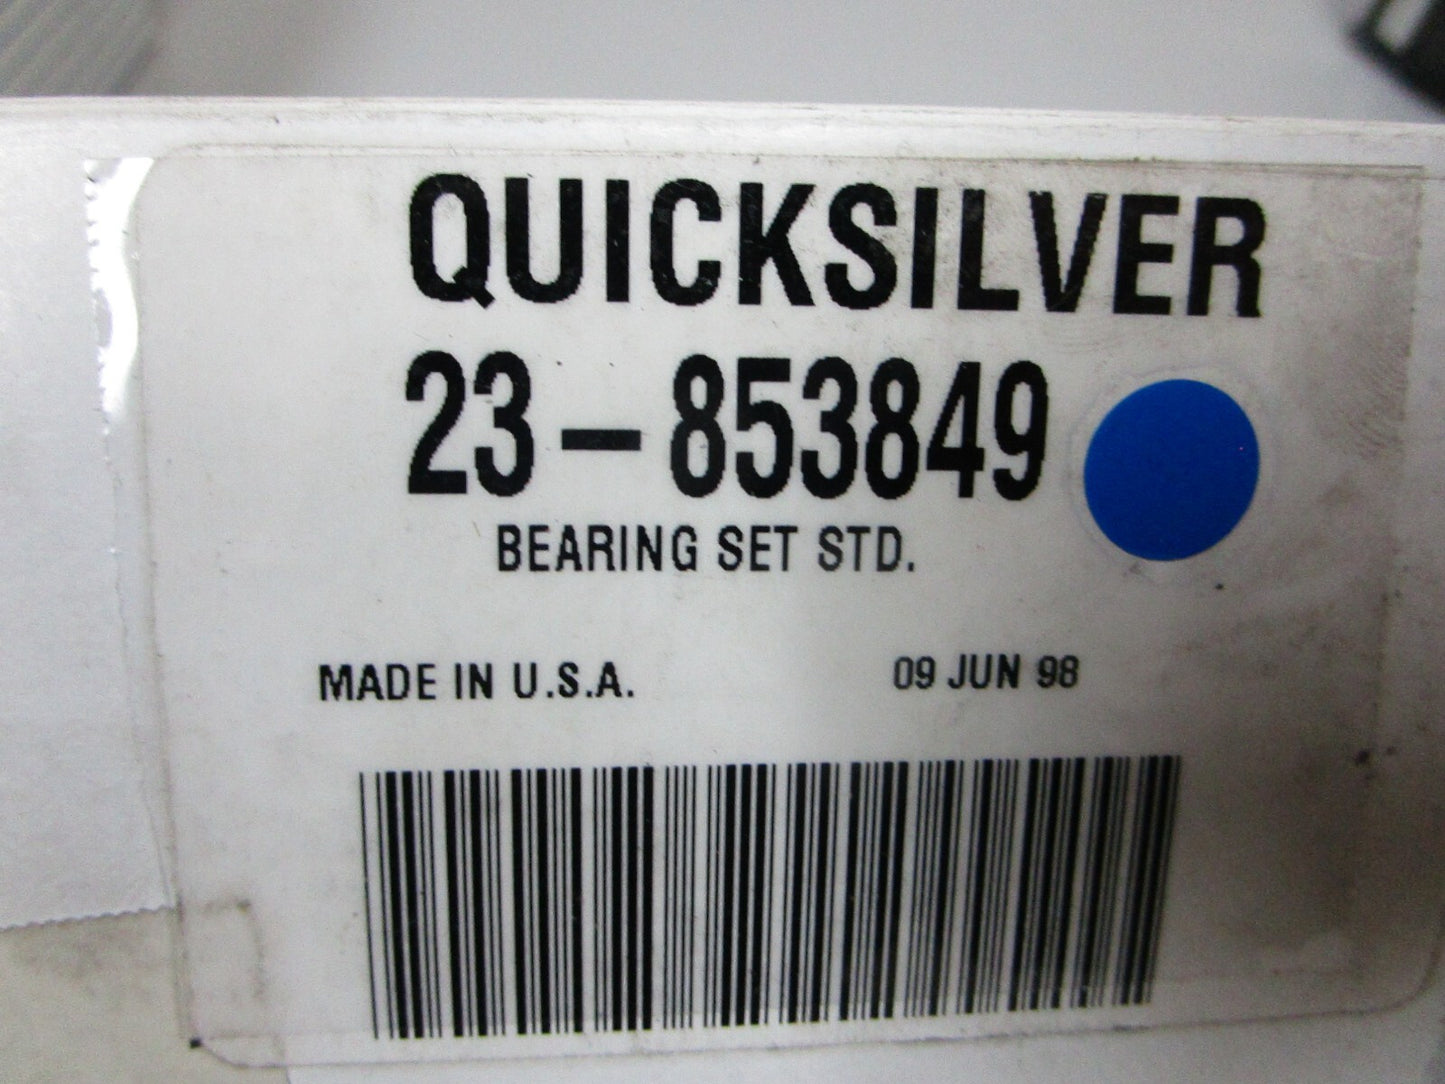 QUICKSILVER
23-853849
BEARING SET STD.
MADE IN U.S.A. 09 JUN 98